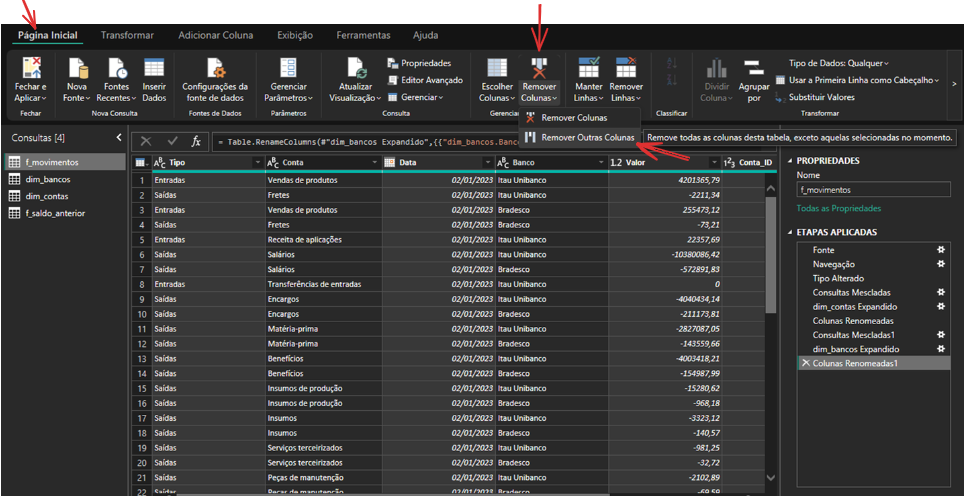 Página Inicial Transformar Adicionar Coluna Exibição Ferramentas Ajuda
Fechar e Aplicar
Fechar
Nova Fonte
Fontes Recentes
Inserir Dados
Nova Consulta
Configurações da fonte de dados
Fontes de Dados
Gerenciar Parâmetros
Parâmetros
Atualizar Visualização
Propriedades
Editor Avançado
Gerenciar
Consulta
Escolher Colunas
Remover Colunas
Gerenciar
Manter Linhas
Remover Linhas
Classificar
Dividir Coluna
Agrupar por
Tipo de Dados: Qualquer
Usar a Primeira Linha como Cabeçalho
Substituir Valores
Transformar
Remover Colunas
Remover Outras Colunas
Remove todas as colunas desta tabela, exceto aquelas selecionadas no momento.
Consultas [4]
f_movimentos
dim_bancos
dim_contas
f_saldo_anterior
fx = Table.RenameColumns(#"dim_bancos Expandido",{{"dim_bancos.Banco
ABC Tipo ABC Conta Data ABC Banco 1.2 Valor 123 Conta_ID
1 Entradas Vendas de produtos 02/01/2023 Itau Unibanco 4201365,79
2 Saídas Fretes 02/01/2023 Itau Unibanco -2211,34
3 Entradas Vendas de produtos 02/01/2023 Bradesco 255473,12
4 Saídas Fretes 02/01/2023 Bradesco -73,21
5 Entradas Receita de aplicações 02/01/2023 Itau Unibanco 22357,69
6 Saídas Salários 02/01/2023 Itau Unibanco -10380086,42
7 Saídas Salários 02/01/2023 Bradesco -572891,83
8 Entradas Transferências de entradas 02/01/2023 Itau Unibanco 0
9 Saídas Encargos 02/01/2023 Itau Unibanco -4040434,14
10 Saídas Encargos 02/01/2023 Bradesco -211173,81
11 Saídas Matéria-prima 02/01/2023 Itau Unibanco -2827087,05
12 Saídas Matéria-prima 02/01/2023 Bradesco -143559,66
13 Saídas Benefícios 02/01/2023 Itau Unibanco -4003418,21
14 Saídas Benefícios 02/01/2023 Bradesco -154987,99
15 Saídas Insumos de produção 02/01/2023 Itau Unibanco -15280,62
16 Saídas Insumos de produção 02/01/2023 Bradesco -968,18
17 Saídas Insumos 02/01/2023 Itau Unibanco -3323,12
18 Saídas Insumos 02/01/2023 Bradesco -140,57
19 Saídas Serviços terceirizados 02/01/2023 Itau Unibanco -981,25
20 Saídas Serviços terceirizados 02/01/2023 Bradesco -32,72
21 Saídas Peças de manutenção 02/01/2023 Itau Unibanco -2102,89
22 Saídas Peças de manutenção 02/01/2023 Bradesco -69,59
PROPRIEDADES
Nome
f_movimentos
Todas as Propriedades
ETAPAS APLICADAS
Fonte
Navegação
Tipo Alterado
Consultas Mescladas
dim_contas Expandido
Colunas Renomeadas
Consultas Mescladas1
dim_bancos Expandido
Colunas Renomeadas1